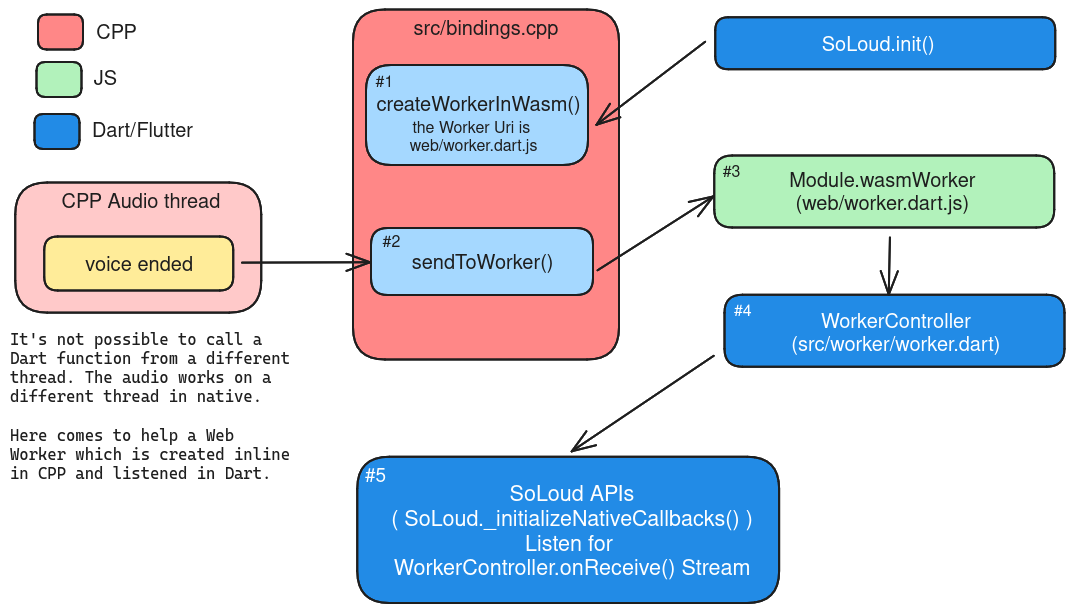 CPP
JS
Dart/Flutter
CPP Audio thread
voice ended
It's not possible to call a
Dart function from a different
thread. The audio works on a
different thread in native.
Here comes to help a Web
Worker which is created inline
in CPP and listened in Dart.
src/bindings.cpp
#1
createWorkerInWasm()
the Worker Uri is
web/worker.dart.js
#2
sendToWorker()
SoLoud.init()
#3
Module.wasmWorker
(web/worker.dart.js)
#4
WorkerController
(src/worker/worker.dart)
#5
SoLoud APIs
( SoLoud._initializeNativeCallbacks() )
Listen for
WorkerController.onReceive() Stream